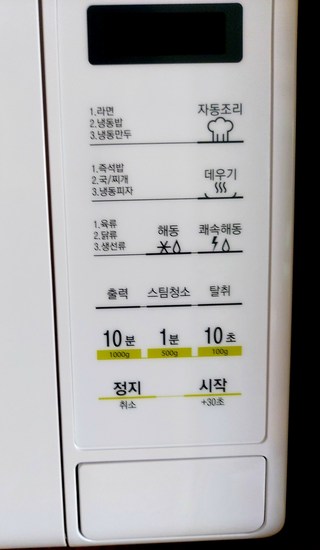 1.라면
2.냉동밥
3.냉동만두
자동조리
1.즉석밥
2.국/찌개
3.냉동피자
데우기
1.육류
2.닭류
3.생선류
해동
쾌속해동
출력
스팀청소
탈취
10분
1분
10초
1000g
500g
100g
정지
시작
취소
+30초